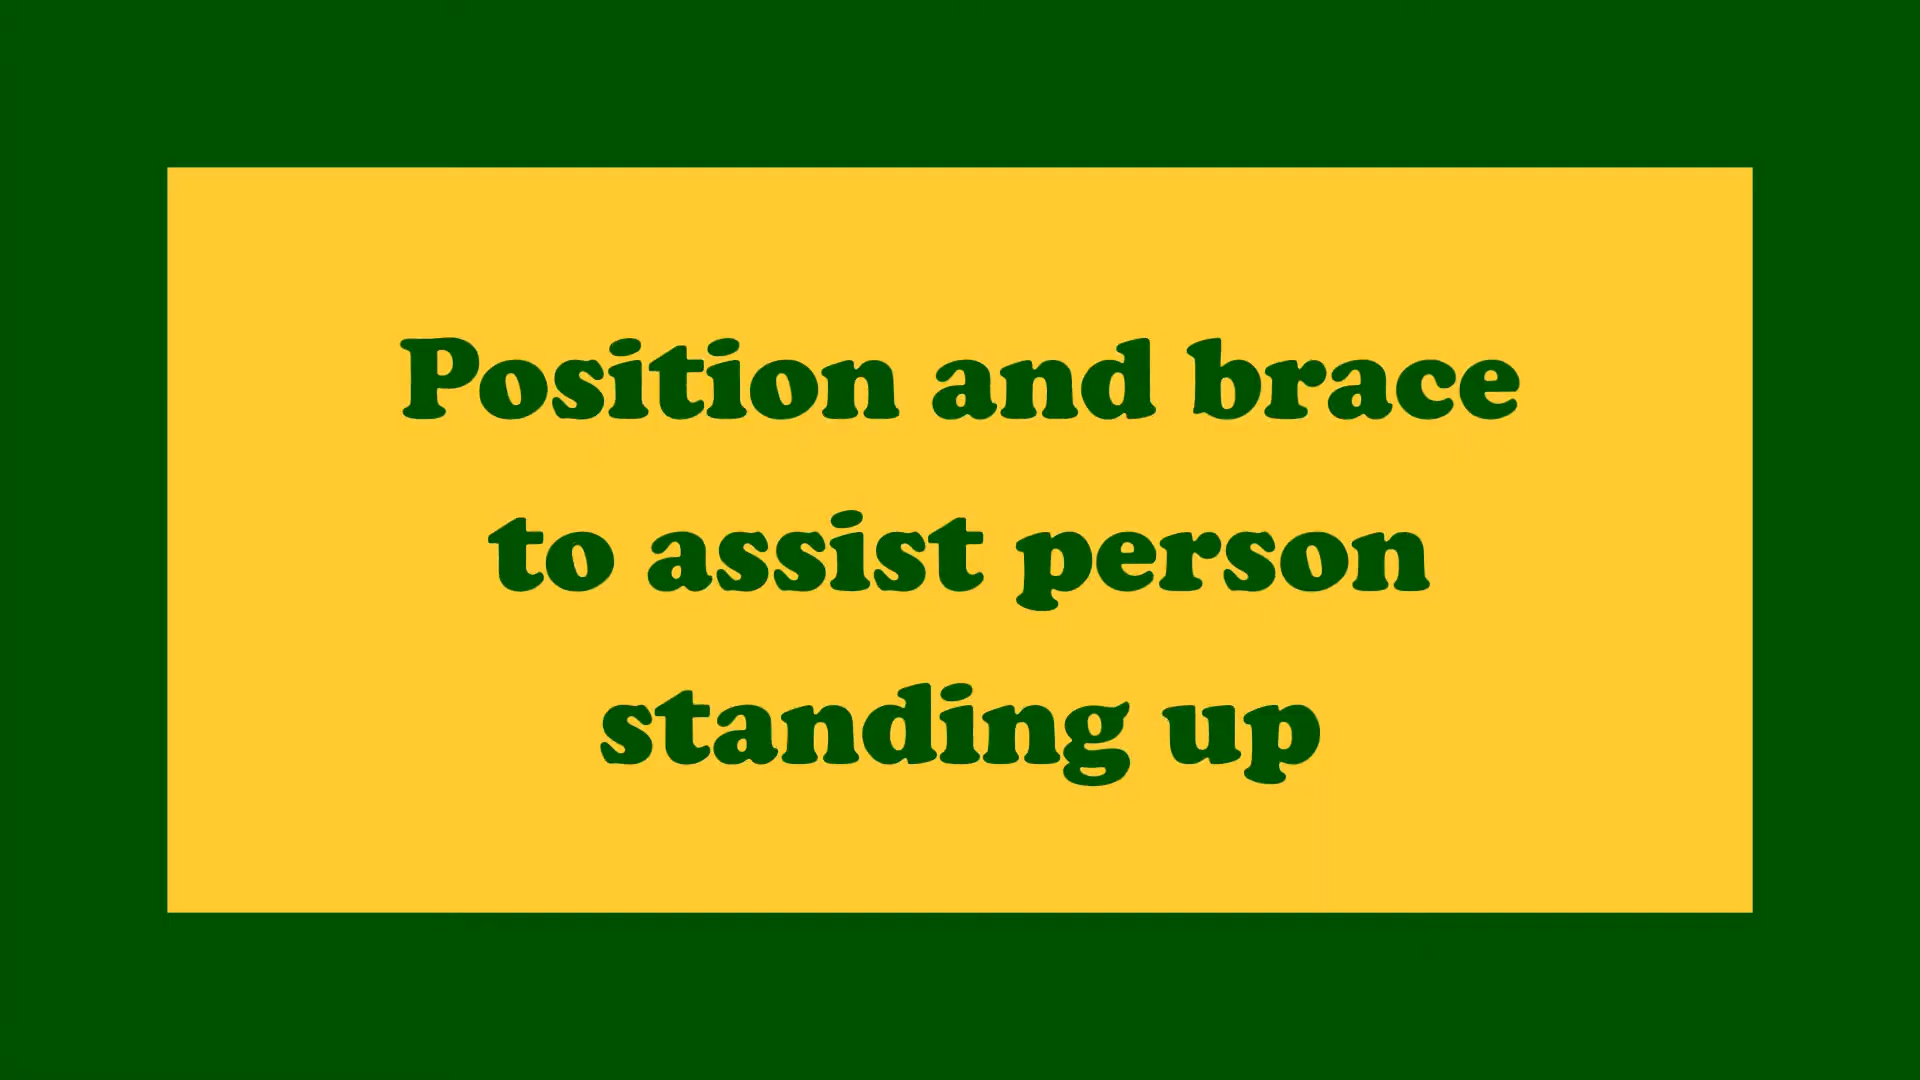 Position and brace
to assist person
standing up